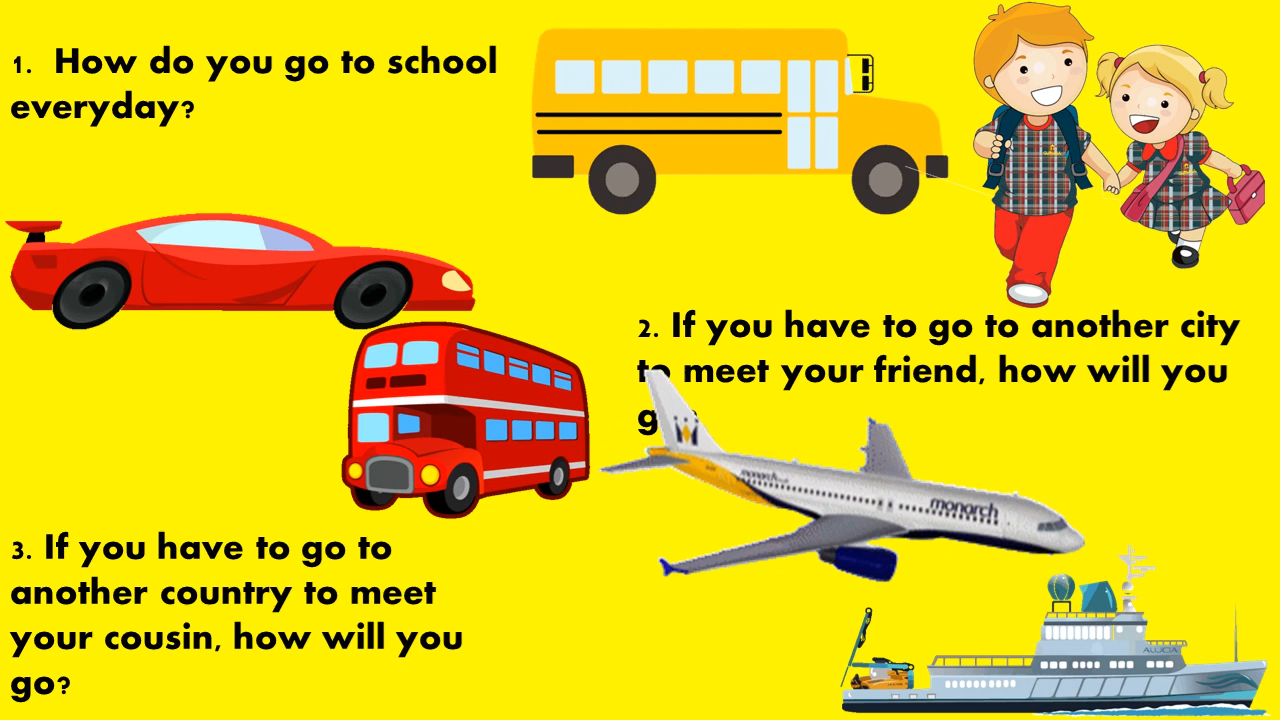 1. How do you go to school
everyday?
2. If you have to go to another city
to meet your friend, how will you
g
monarch
monarch
3. If you have to go to
another country to meet
your cousin, how will you
go?
ALUCIA